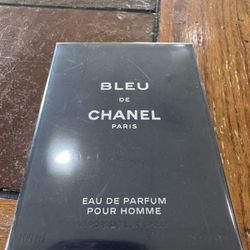 BLEU
DE
CHANEL
PARIS
EAU DE PARFUM
POUR HOMME